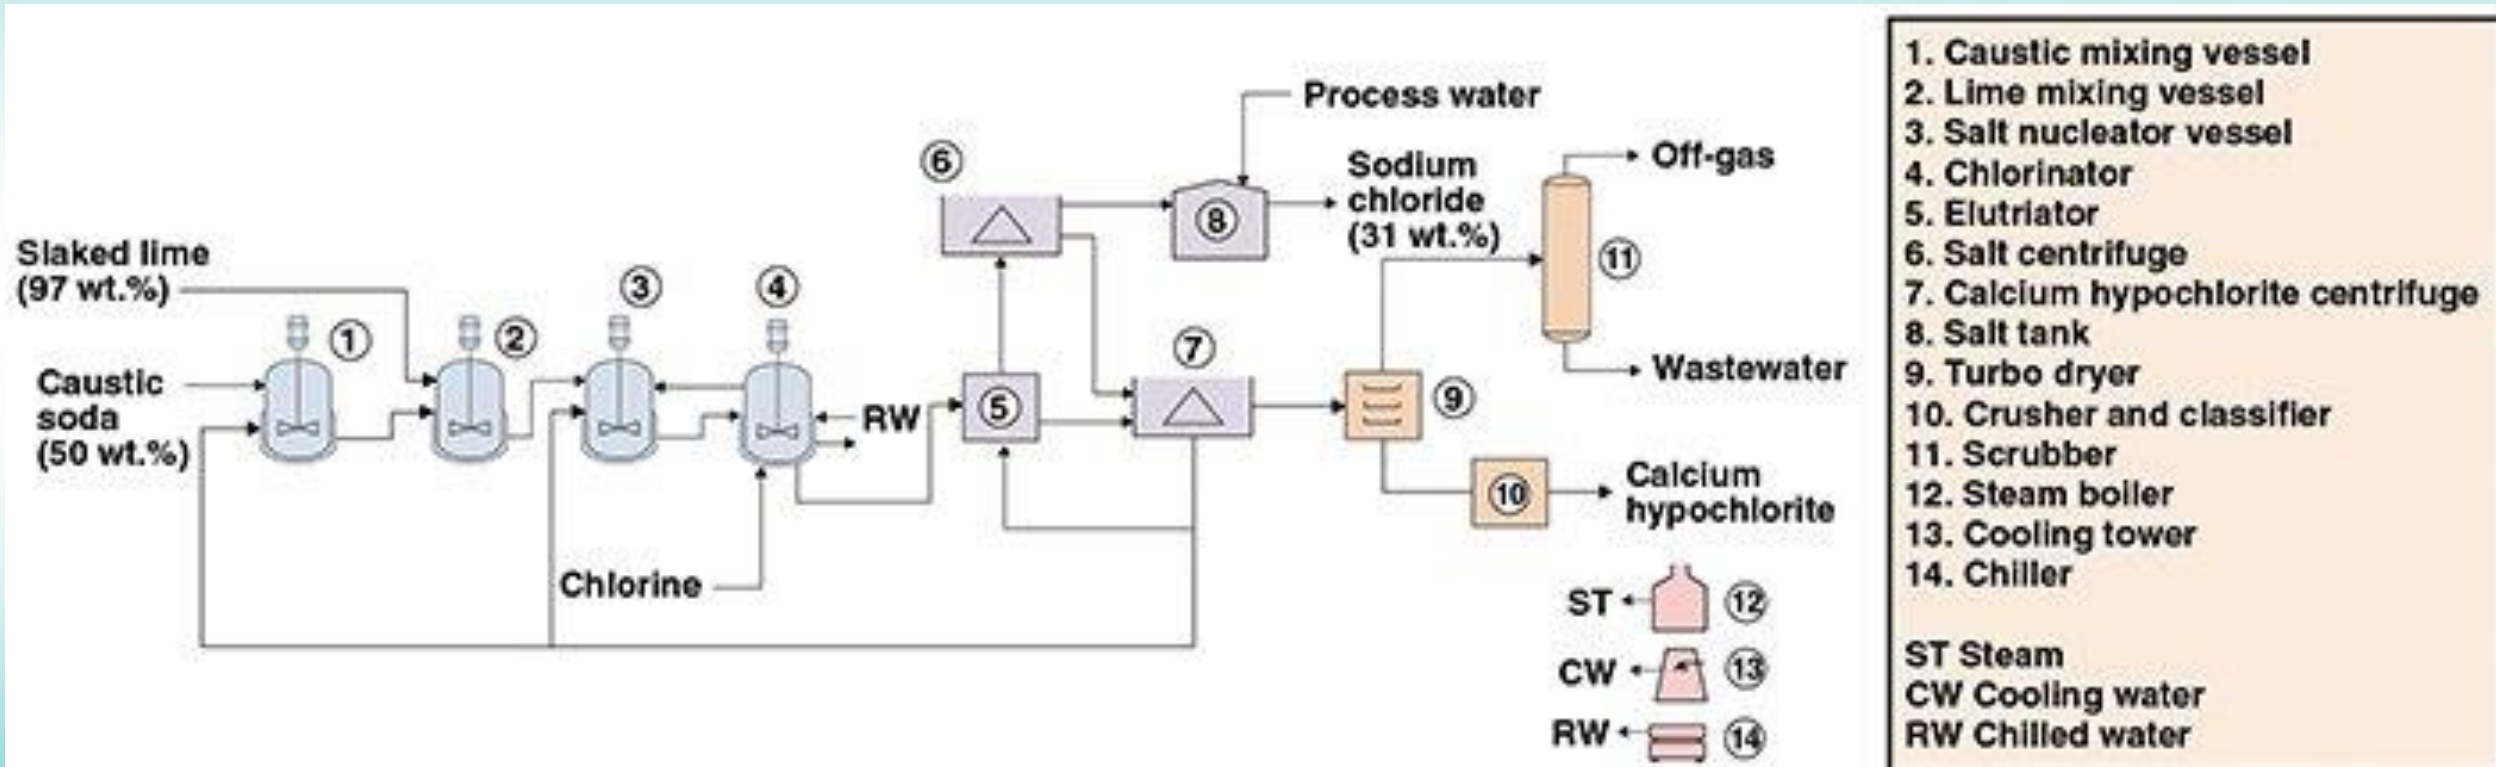 Process water
Sodium
chloride
(31 wt.%)
Off-gas
6
8
11
Slaked lime
(97 wt.%)
3
4
1
2
7
Wastewater
Caustic
soda
(50 wt.%)
RW
5
9
Calcium
hypochlorite
10
Chlorine
ST
12
CW
13
RW
14
1. Caustic mixing vessel
2. Lime mixing vessel
3. Salt nucleator vessel
4. Chlorinator
5. Elutriator
6. Salt centrifuge
7. Calcium hypochlorite centrifuge
8. Salt tank
9. Turbo dryer
10. Crusher and classifier
11. Scrubber
12. Steam boiler
13. Cooling tower
14. Chiller
ST Steam
CW Cooling water
RW Chilled water